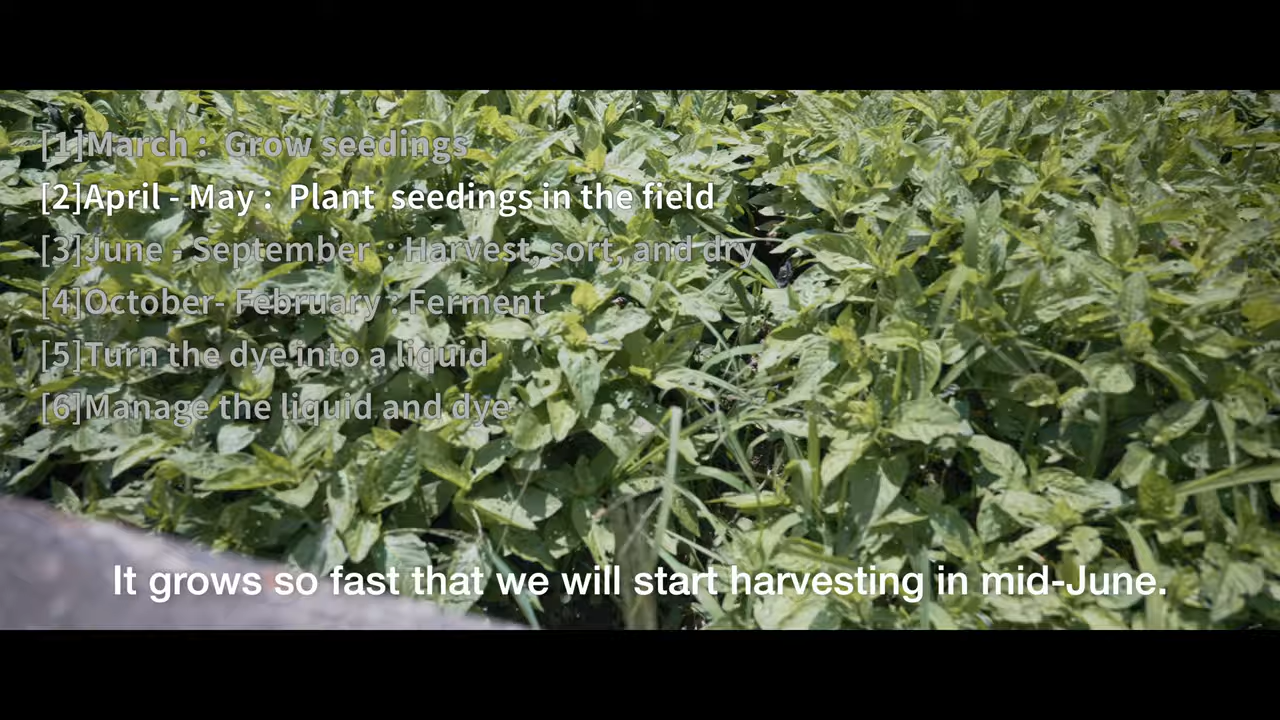 [1]March : Grow seedings
[2]April - May : Plant seedings in the field
[3]June - September : Harvest, sort, and dry
[4]October- February : Ferment
[5]Turn the dye into a liquid
[6]Manage the liquid and dye
It grows so fast that we will start harvesting in mid-June.